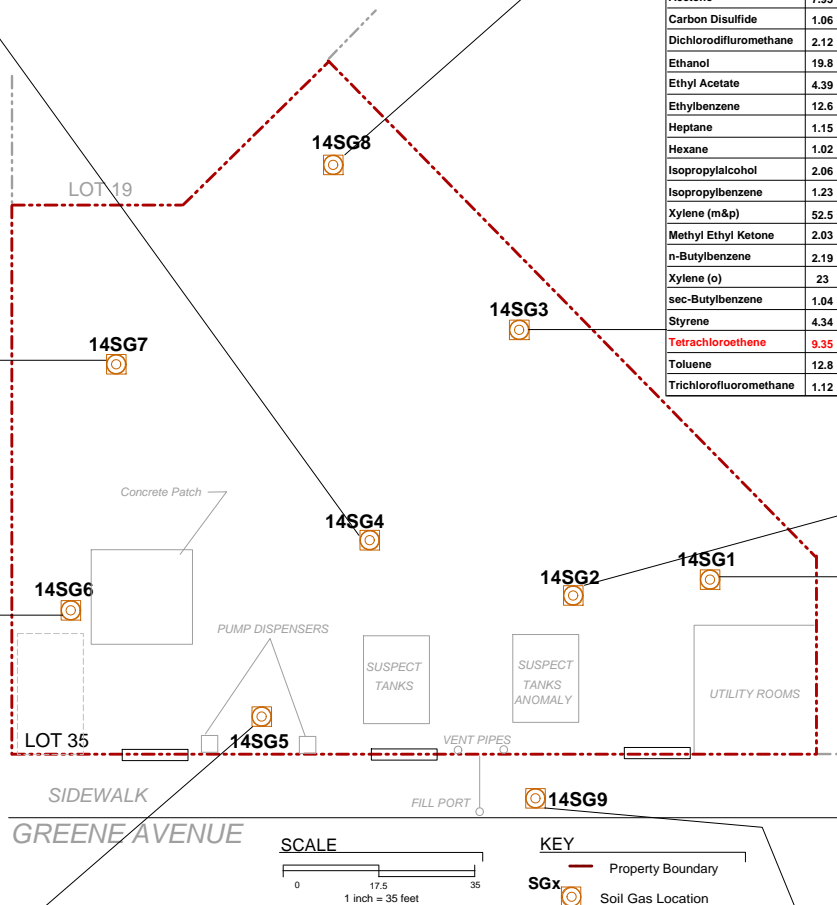 Carbon Disulfide 1.06
Dichlorodifluromethane 2.12
Ethanol 19.8
Ethyl Acetate 4.39
Ethylbenzene 12.6
Heptane 1.15
Hexane 1.02
Isopropylalcohol 2.06
Isopropylbenzene 1.23
Xylene (m&p) 52.5
Methyl Ethyl Ketone 2.03
n-Butylbenzene 2.19
Xylene (o) 23
sec-Butylbenzene 1.04
Styrene 4.34
Tetrachloroethene 9.35
Toluene 12.8
Trichlorofluoromethane 1.12
14SG8
LOT 19
14SG3
14SG7
Concrete Patch
14SG4
14SG2
14SG1
14SG6
PUMP DISPENSERS
SUSPECT
TANKS
SUSPECT
TANKS
ANOMALY
UTILITY ROOMS
LOT 35
14SG5
VENT PIPES
SIDEWALK
FILL PORT
14SG9
GREENE AVENUE
SCALE
0 17.5 35
1 inch = 35 feet
KEY
Property Boundary
SGx
Soil Gas Location